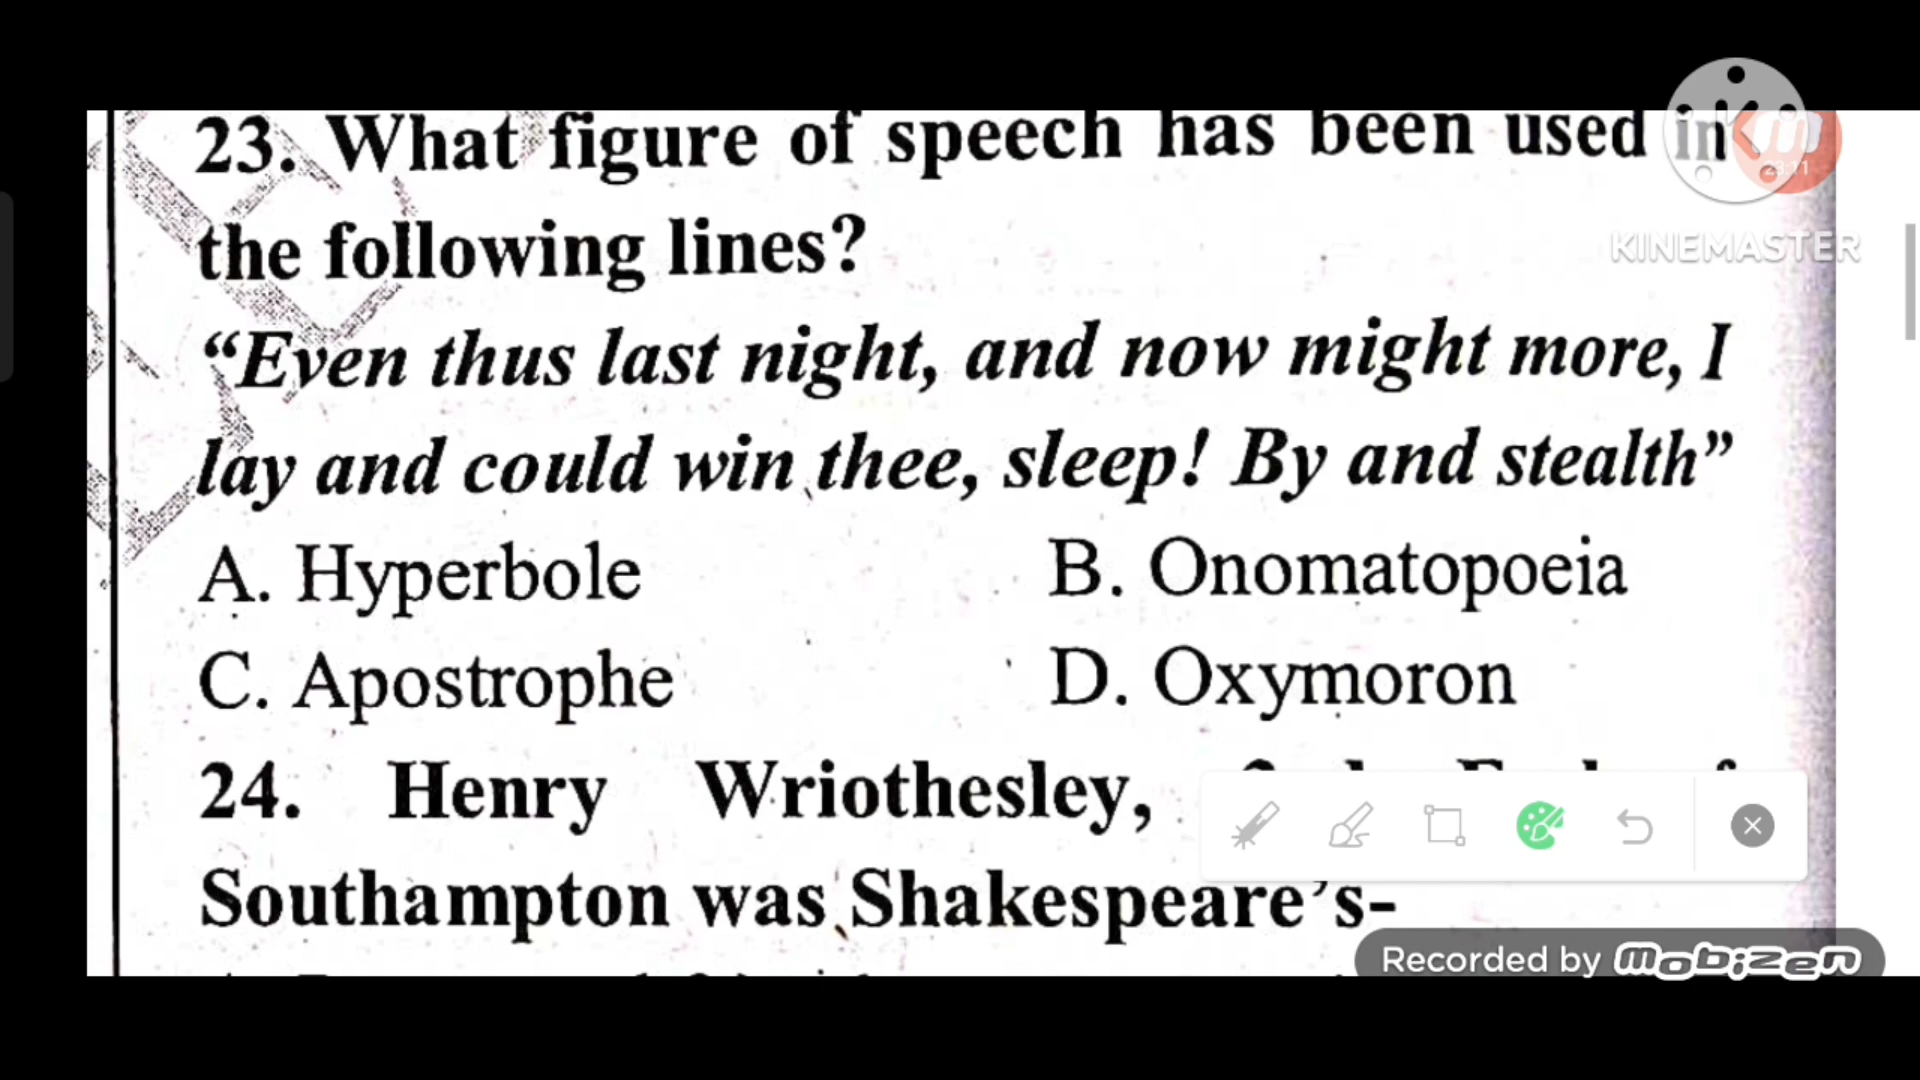 23. What figure of speech has been used in
23:11
the following lines?
KINEMASTER
“Even thus last night, and now might more, I
lay and could win thee, sleep! By and stealth”
A. Hyperbole B. Onomatopoeia
C. Apostrophe D. Oxymoron
24. Henry Wriothesley,
Southampton was Shakespeare’s-
Recorded by mobizen